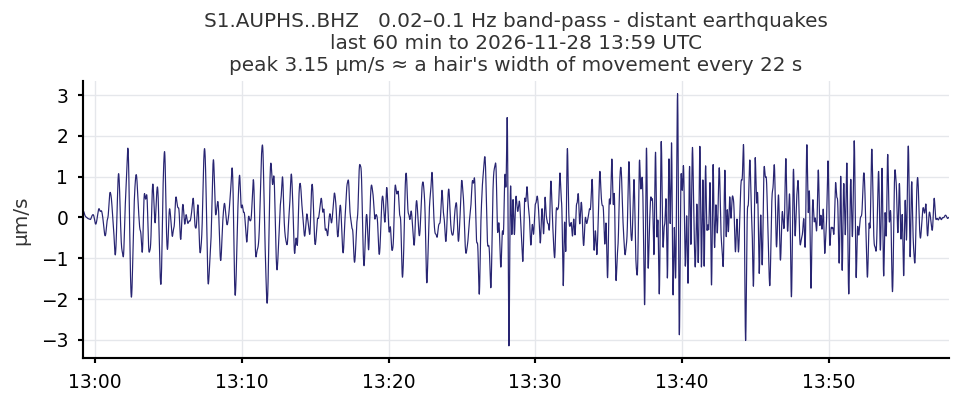 S1.AUPHS..BHZ   0.02–0.1 Hz band-pass - distant earthquakes
last 60 min to 2026-11-28 13:59 UTC
peak 3.15 µm/s ≈ a hair's width of movement every 22 s
3
2
1
0
−1
−2
−3
µm/s
13:00 13:10 13:20 13:30 13:40 13:50